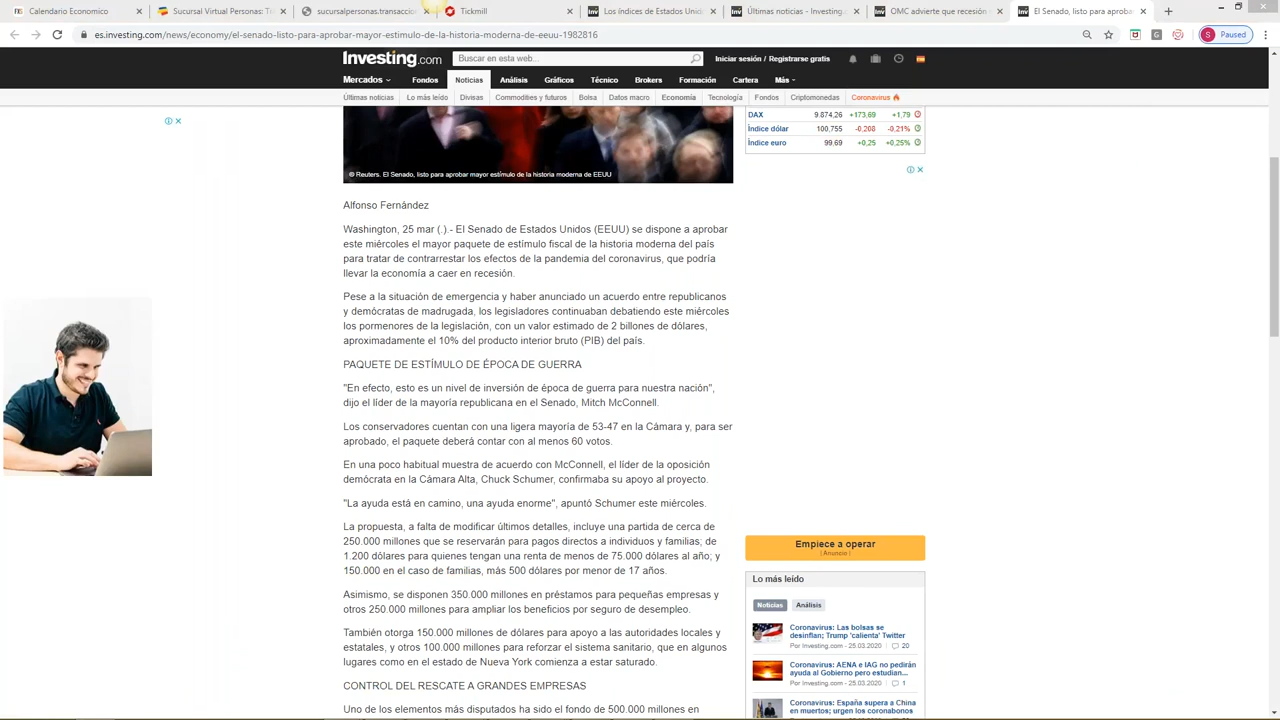 Calendario Economico
Sucursal Virtual Personas: Tra
sucursalpersonas.transaccion
Tickmill
Los índices de Estados Unidos
Últimas noticias - Investing.co
OMC advierte que recesión ec
El Senado, listo para aprobar m
es.investing.com/news/economy/el-senado-listo-para-aprobar-mayor-estimulo-de-la-historia-moderna-de-eeuu-1982816
S Paused
Investing.com
Buscar en esta web...
Iniciar sesión / Registrarse gratis
Mercados
Fondos
Noticias
Análisis
Gráficos
Técnico
Brokers
Formación
Cartera
Más
Últimas noticias
Lo más leído
Divisas
Commodities y futuros
Bolsa
Datos macro
Economía
Tecnología
Fondos
Criptomonedas
Coronavirus
DAX 9.874,26 +173,69 +1,79
Índice dólar 100,755 -0,208 -0,21%
Índice euro 99,69 +0,25 +0,25%
© Reuters. El Senado, listo para aprobar mayor estímulo de la historia moderna de EEUU
Alfonso Fernández
Washington, 25 mar (.).- El Senado de Estados Unidos (EEUU) se dispone a aprobar
este miércoles el mayor paquete de estímulo fiscal de la historia moderna del país
para tratar de contrarrestar los efectos de la pandemia del coronavirus, que podría
llevar la economía a caer en recesión.
Pese a la situación de emergencia y haber anunciado un acuerdo entre republicanos
y demócratas de madrugada, los legisladores continuaban debatiendo este miércoles
los pormenores de la legislación, con un valor estimado de 2 billones de dólares,
aproximadamente el 10% del producto interior bruto (PIB) del país.
PAQUETE DE ESTÍMULO DE ÉPOCA DE GUERRA
"En efecto, esto es un nivel de inversión de época de guerra para nuestra nación",
dijo el líder de la mayoría republicana en el Senado, Mitch McConnell.
Los conservadores cuentan con una ligera mayoría de 53-47 en la Cámara y, para ser
aprobado, el paquete deberá contar con al menos 60 votos.
En una poco habitual muestra de acuerdo con McConnell, el líder de la oposición
demócrata en la Cámara Alta, Chuck Schumer, confirmaba su apoyo al proyecto.
"La ayuda está en camino, una ayuda enorme", apuntó Schumer este miércoles.
La propuesta, a falta de modificar últimos detalles, incluye una partida de cerca de
250.000 millones que se reservarán para pagos directos a individuos y familias; de
1.200 dólares para quienes tengan una renta de menos de 75.000 dólares al año; y
150.000 en el caso de familias, más 500 dólares por menor de 17 años.
Asimismo, se disponen 350.000 millones en préstamos para pequeñas empresas y
otros 250.000 millones para ampliar los beneficios por seguro de desempleo.
También otorga 150.000 millones de dólares para apoyo a las autoridades locales y
estatales, y otros 100.000 millones para reforzar el sistema sanitario, que en algunos
lugares como en el estado de Nueva York comienza a estar saturado.
CONTROL DEL RESCATE A GRANDES EMPRESAS
Uno de los elementos más disputados ha sido el fondo de 500.000 millones en
Empiece a operar
| Anuncio |
Lo más leído
Noticias
Análisis
Coronavirus: Las bolsas se
desinflan; Trump 'calienta' Twitter
Por Investing.com - 25.03.2020 20
Coronavirus: AENA e IAG no pedirán
ayuda al Gobierno pero estudian...
Por Investing.com - 25.03.2020 1
Coronavirus: España supera a China
en muertos; urgen los coronabonos